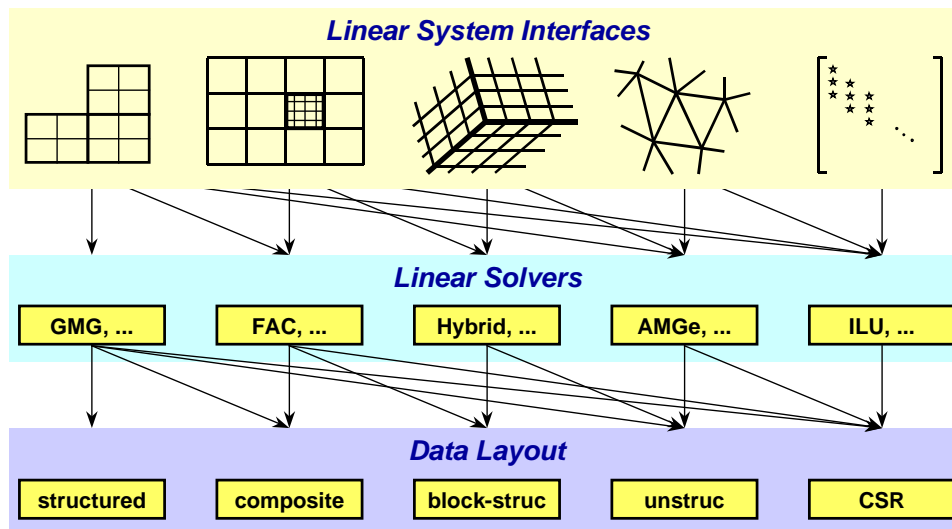 Linear System Interfaces
Linear Solvers
GMG, ...
FAC, ...
Hybrid, ...
AMGe, ...
ILU, ...
Data Layout
structured
composite
block-struc
unstruc
CSR